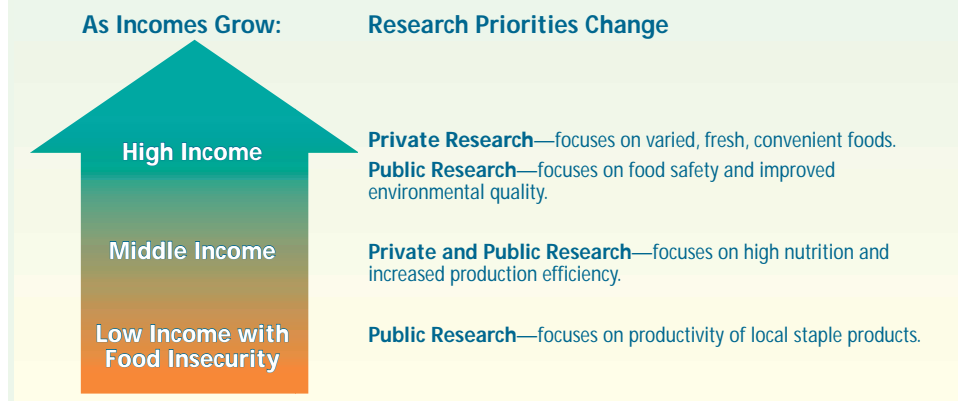 As Incomes Grow:
Research Priorities Change
High Income
Private Research—focuses on varied, fresh, convenient foods.
Public Research—focuses on food safety and improved
environmental quality.
Middle Income
Private and Public Research—focuses on high nutrition and
increased production efficiency.
Low Income with
Food Insecurity
Public Research—focuses on productivity of local staple products.